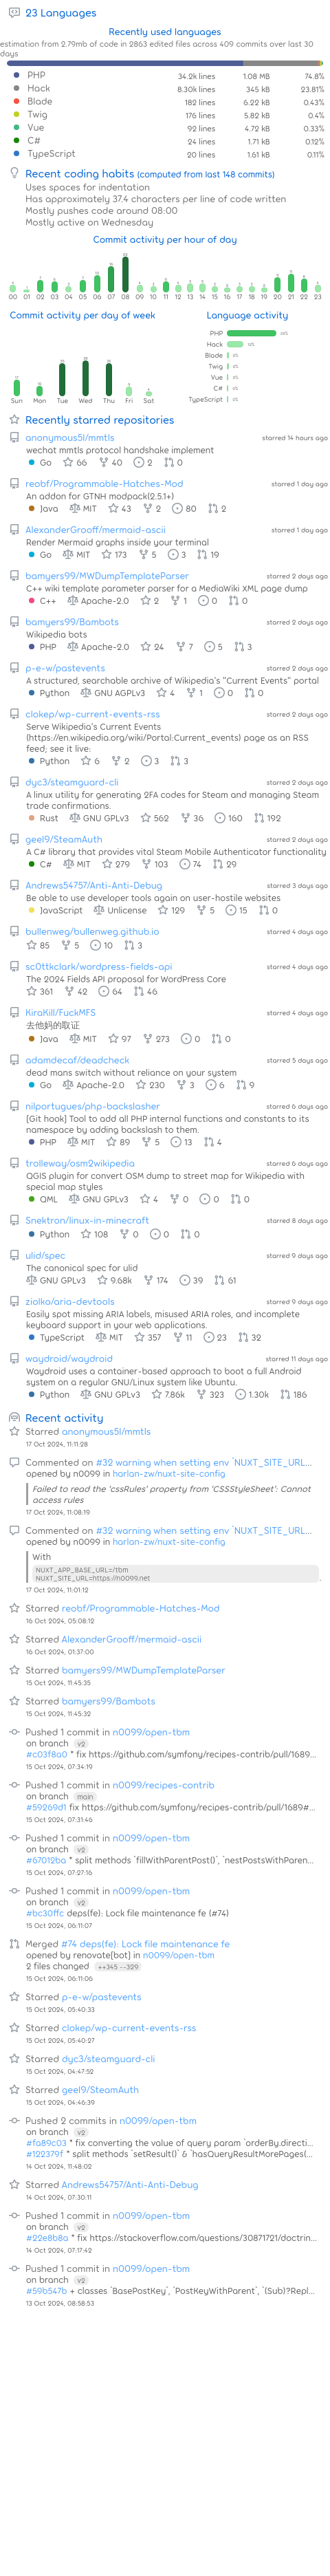 23 Languages
Recently used languages
estimation from 2.79mb of code in 2863 edited files across 409 commits over last 30
days
PHP 34.2k lines 1.08 MB 74.8%
Hack 8.30k lines 345 kB 23.81%
Blade 182 lines 6.22 kB 0.43%
Twig 176 lines 5.82 kB 0.4%
Vue 92 lines 4.72 kB 0.33%
C# 24 lines 1.71 kB 0.12%
TypeScript 20 lines 1.61 kB 0.11%
Recent coding habits (computed from last 148 commits)
Uses spaces for indentation
Has approximately 37.4 characters per line of code written
Mostly pushes code around 08:00
Mostly active on Wednesday
Commit activity per hour of day
00 01 02 03 04 05 06 07 08 09 10 11 12 13 14 15 16 17 18 19 20 21 22 23
Commit activity per day of week
Sun Mon Tue Wed Thu Fri Sat
Language activity
PHP
Hack
Blade
Twig
Vue
C#
TypeScript
Recently starred repositories
anonymous5l/mmtls starred 14 hours ago
wechat mmtls protocol handshake implement
Go 66 40 2 0
reobf/Programmable-Hatches-Mod starred 1 day ago
An addon for GTNH modpack(2.5.1+)
Java MIT 43 2 80 2
AlexanderGrooff/mermaid-ascii starred 1 day ago
Render Mermaid graphs inside your terminal
Go MIT 173 5 3 19
bamyers99/MWDumpTemplateParser starred 2 days ago
C++ wiki template parameter parser for a MediaWiki XML page dump
C++ Apache-2.0 2 1 0 0
bamyers99/Bambots starred 2 days ago
Wikipedia bots
PHP Apache-2.0 24 7 5 3
p-e-w/pastevents starred 2 days ago
A structured, searchable archive of Wikipedia's "Current Events" portal
Python GNU AGPLv3 4 1 0 0
clokep/wp-current-events-rss starred 2 days ago
Serve Wikipedia's Current Events
(https://en.wikipedia.org/wiki/Portal:Current_events) page as an RSS
feed; see it live:
Python 6 2 3 3
dyc3/steamguard-cli starred 2 days ago
A linux utility for generating 2FA codes for Steam and managing Steam
trade confirmations.
Rust GNU GPLv3 562 36 160 192
geel9/SteamAuth starred 2 days ago
A C# library that provides vital Steam Mobile Authenticator functionality
C# MIT 279 103 74 29
Andrews54757/Anti-Anti-Debug starred 3 days ago
Be able to use developer tools again on user-hostile websites
JavaScript Unlicense 129 5 15 0
bullenweg/bullenweg.github.io starred 4 days ago
85 5 10 3
sc0ttkclark/wordpress-fields-api starred 4 days ago
The 2024 Fields API proposal for WordPress Core
361 42 64 46
KiraKill/FuckMFS starred 4 days ago
去他妈的取证
Java MIT 97 273 0 0
adamdecaf/deadcheck starred 5 days ago
dead mans switch without reliance on your system
Go Apache-2.0 230 3 6 9
nilportugues/php-backslasher starred 6 days ago
[Git hook] Tool to add all PHP internal functions and constants to its
namespace by adding backslash to them.
PHP MIT 89 5 13 4
trolleway/osm2wikipedia starred 6 days ago
QGIS plugin for convert OSM dump to street map for Wikipedia with
special map styles
QML GNU GPLv3 4 0 0 0
Snektron/linux-in-minecraft starred 8 days ago
Python 108 0 0 0
ulid/spec starred 9 days ago
The canonical spec for ulid
GNU GPLv3 9.68k 174 39 61
ziolko/aria-devtools starred 9 days ago
Easily spot missing ARIA labels, misused ARIA roles, and incomplete
keyboard support in your web applications.
TypeScript MIT 357 11 23 32
waydroid/waydroid starred 11 days ago
Waydroid uses a container-based approach to boot a full Android
system on a regular GNU/Linux system like Ubuntu.
Python GNU GPLv3 7.86k 323 1.30k 186
Recent activity
Starred anonymous5l/mmtls
17 Oct 2024, 11:11:28
Commented on #32 warning when setting env `NUXT_SITE_URL...
opened by n0099 in harlan-zw/nuxt-site-config
Failed to read the 'cssRules' property from 'CSSStyleSheet': Cannot
access rules
17 Oct 2024, 11:08:19
Commented on #32 warning when setting env `NUXT_SITE_URL...
opened by n0099 in harlan-zw/nuxt-site-config
With
NUXT_APP_BASE_URL=/tbm
NUXT_SITE_URL=https://n0099.net
.
17 Oct 2024, 11:01:12
Starred reobf/Programmable-Hatches-Mod
16 Oct 2024, 05:08:12
Starred AlexanderGrooff/mermaid-ascii
16 Oct 2024, 01:37:00
Starred bamyers99/MWDumpTemplateParser
15 Oct 2024, 11:45:35
Starred bamyers99/Bambots
15 Oct 2024, 11:45:32
Pushed 1 commit in n0099/open-tbm
on branch v2
#c03f8a0 * fix https://github.com/symfony/recipes-contrib/pull/1689...
15 Oct 2024, 07:34:19
Pushed 1 commit in n0099/recipes-contrib
on branch main
#59269d1 fix https://github.com/symfony/recipes-contrib/pull/1689#...
15 Oct 2024, 07:31:46
Pushed 1 commit in n0099/open-tbm
on branch v2
#67012ba * split methods `fillWithParentPost()`, `nestPostsWithParen...
15 Oct 2024, 07:27:16
Pushed 1 commit in n0099/open-tbm
on branch v2
#bc30ffc deps(fe): Lock file maintenance fe (#74)
15 Oct 2024, 06:11:07
Merged #74 deps(fe): Lock file maintenance fe
opened by renovate[bot] in n0099/open-tbm
2 files changed ++345 --329
15 Oct 2024, 06:11:06
Starred p-e-w/pastevents
15 Oct 2024, 05:40:33
Starred clokep/wp-current-events-rss
15 Oct 2024, 05:40:27
Starred dyc3/steamguard-cli
15 Oct 2024, 04:47:52
Starred geel9/SteamAuth
15 Oct 2024, 04:46:39
Pushed 2 commits in n0099/open-tbm
on branch v2
#fa89c03 * fix converting the value of query param `orderBy.directi...
#122379f * split methods `setResult()` & `hasQueryResultMorePages(...
14 Oct 2024, 11:48:02
Starred Andrews54757/Anti-Anti-Debug
14 Oct 2024, 07:30:11
Pushed 1 commit in n0099/open-tbm
on branch v2
#22e8b8a * fix https://stackoverflow.com/questions/30871721/doctrin...
14 Oct 2024, 07:17:42
Pushed 1 commit in n0099/open-tbm
on branch v2
#59b547b + classes `BasePostKey`, `PostKeyWithParent`, `(Sub)?Repl...
13 Oct 2024, 08:58:53